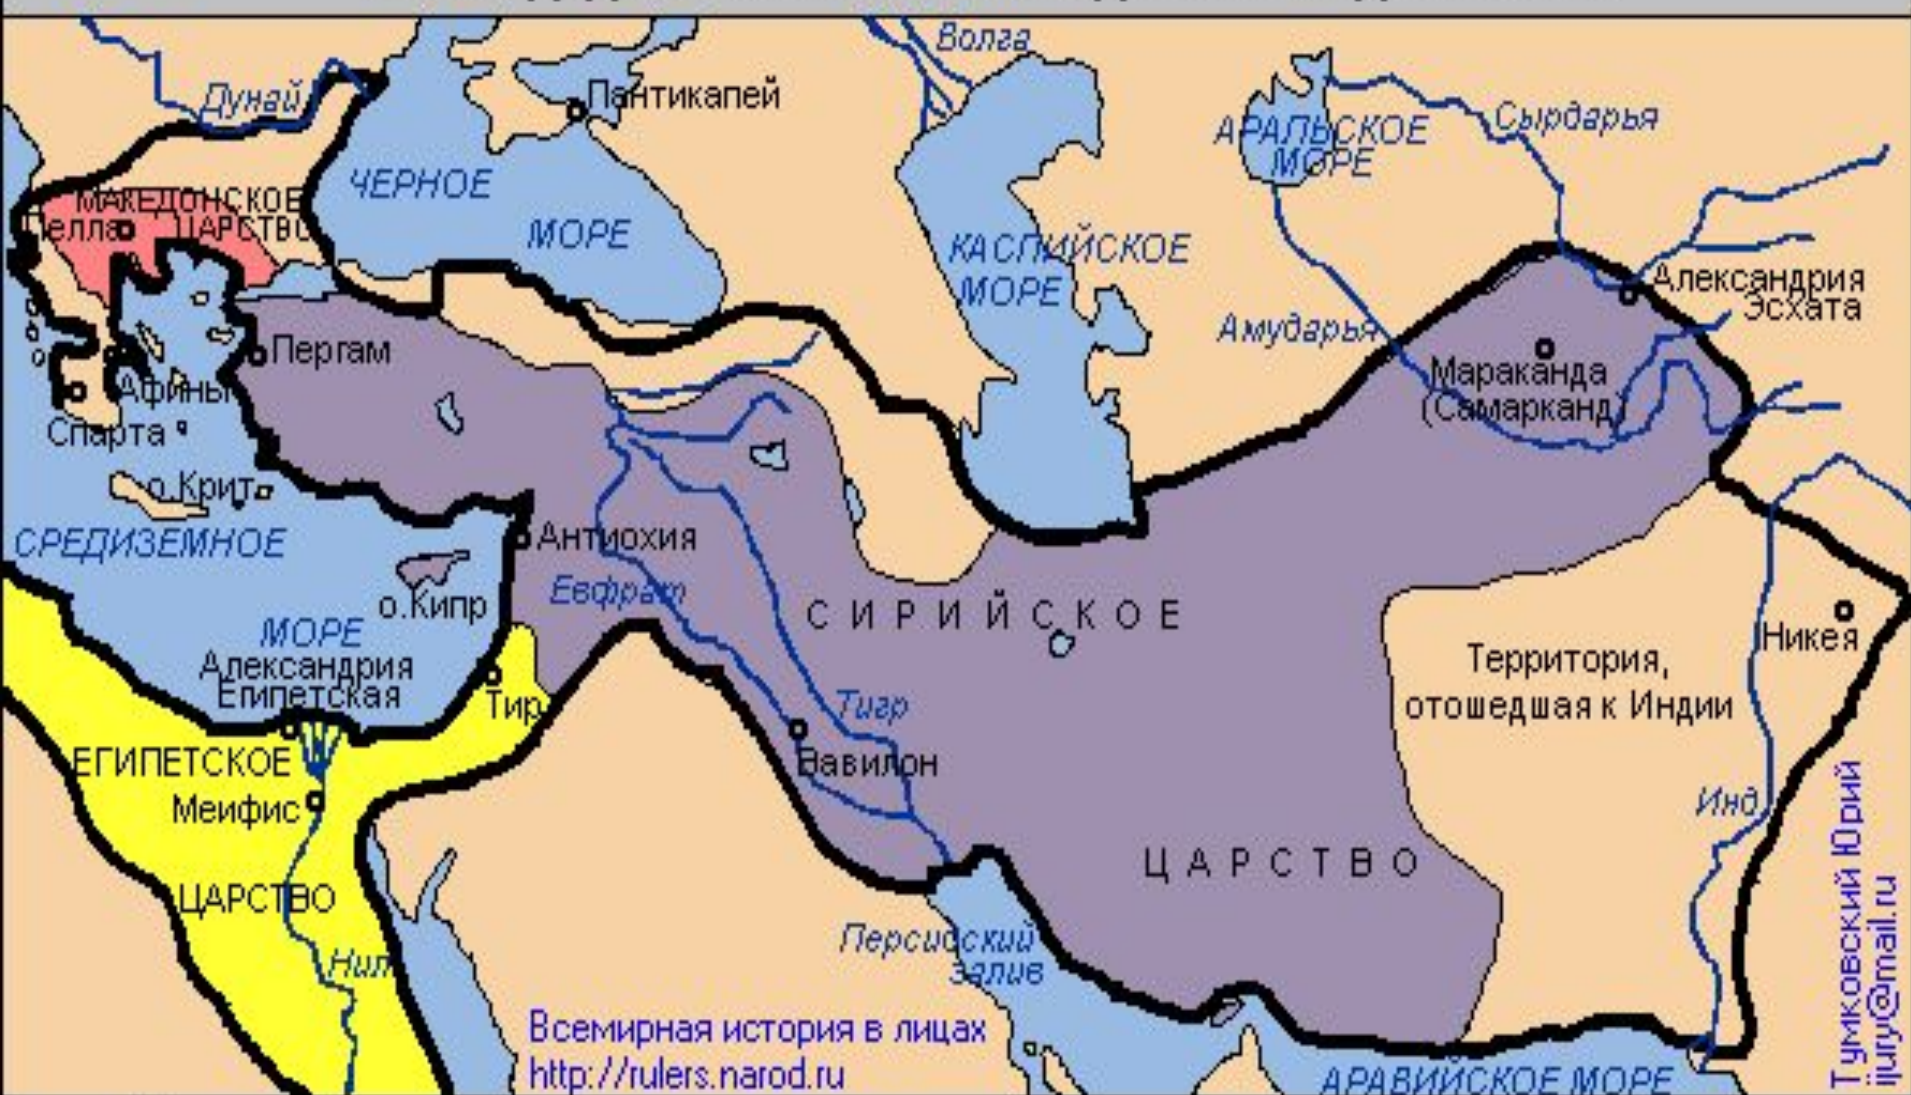 Волга
Дунай
Пантикапей
Сырдарья
АРАЛЬСКОЕ
МОРЕ
ЧЕРНОЕ
МОРЕ
МАКЕДОНСКОЕ
Пелла
ЦАРСТВО
КАСПИЙСКОЕ
МОРЕ
Александрия
Эсхата
Амударья
Пергам
Мараканда
(Самарканд)
Афины
Спарта
о.Крит
СРЕДИЗЕМНОЕ
МОРЕ
Антиохия
Евфрат
о.Кипр
СИРИЙСКОЕ
ЦАРСТВО
Никея
Территория,
отошедшая к Индии
Александрия
Египетская
Тир
Тигр
Вавилон
ЕГИПЕТСКОЕ
Меифис
ЦАРСТВО
Нил
Инд
Персидский
залив
Всемирная история в лицах
http://rulers.narod.ru
АРАВИЙСКОЕ МОРЕ
Тумковский Юрий
ijury@mail.ru